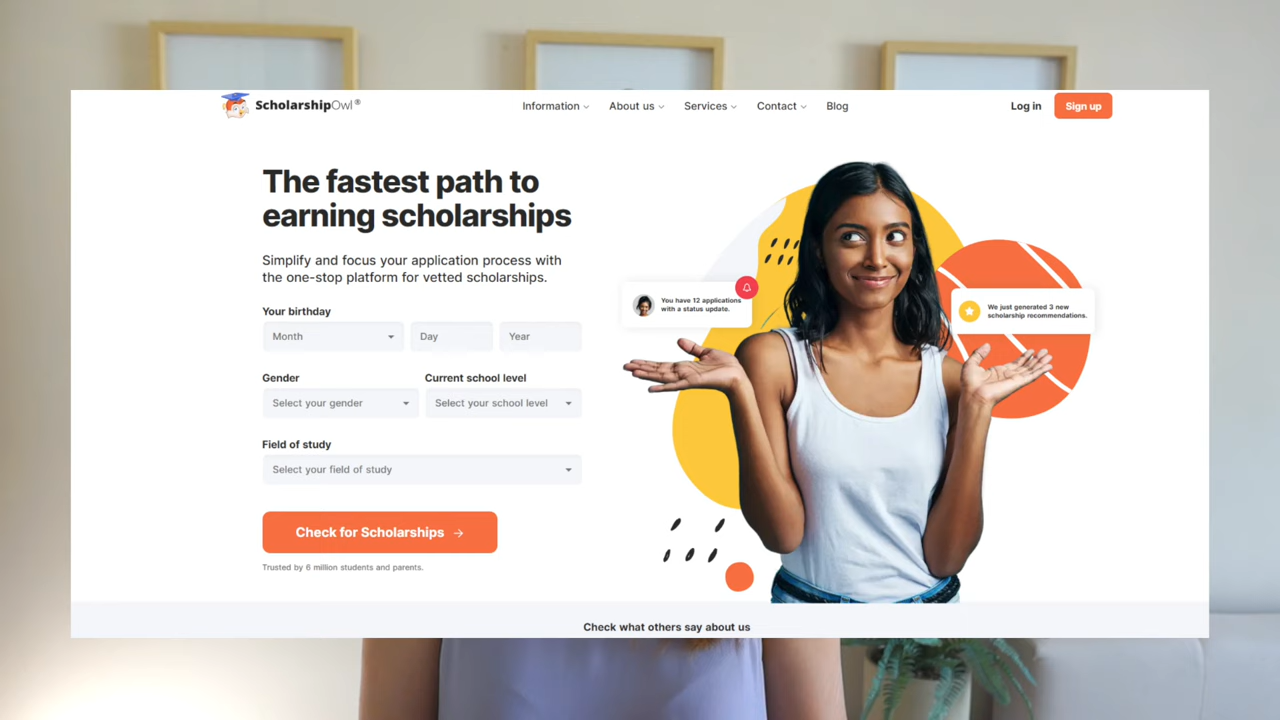 ScholarshipOwl®
Information
About us
Services
Contact
Blog
Log in
Sign up
The fastest path to
earning scholarships
Simplify and focus your application process with
the one-stop platform for vetted scholarships.
Your birthday
Month
Day
Year
Gender
Current school level
Select your gender
Select your school level
Field of study
Select your field of study
Check for Scholarships →
Trusted by 6 million students and parents.
You have 12 applications
with a status update.
We just generated 3 new
scholarship recommendations.
Check what others say about us